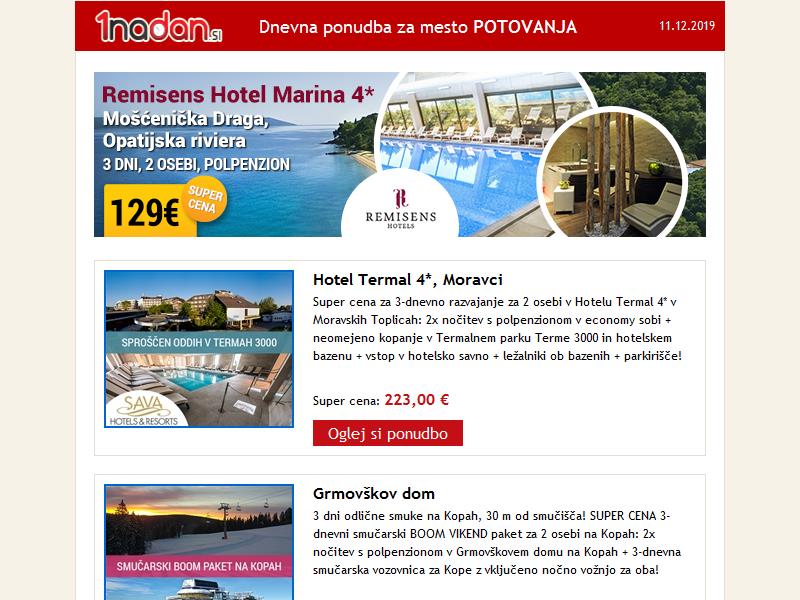 1nadan.SI
Dnevna ponudba za mesto POTOVANJA
11.12.2019
Remisens Hotel Marina 4*
Mošćenička Draga,
Opatijska riviera
3 DNI, 2 OSEBI, POLPENZION
129€
SUPER
CENA
R
REMISENS
HOTELS
Hotel Termal 4*, Moravci
Super cena za 3-dnevno razvajanje za 2 osebi v Hotelu Termal 4* v
Moravskih Toplicah: 2x nočitev s polpenzionom v economy sobi +
neomejeno kopanje v Termalnem parku Terme 3000 in hotelskem
bazenu + vstop v hotelsko savno + ležalniki ob bazenih + parkirišče!
SPROŠČEN ODDIH V TERMAH 3000
SAVA
HOTELS & RESORTS
Super cena: 223,00 €
Oglej si ponudbo
Grmovškov dom
3 dni odlične smuke na Kopah, 30 m od smučišča! SUPER CENA 3-
dnevni smučarski BOOM VIKEND paket za 2 osebi na Kopah: 2x
nočitev s polpenzionom v Grmovškovem domu na Kopah + 3-dnevna
smučarska vozovnica za Kope z vključeno nočno vožnjo za oba!
SMUČARSKI BOOM PAKET NA KOPAH